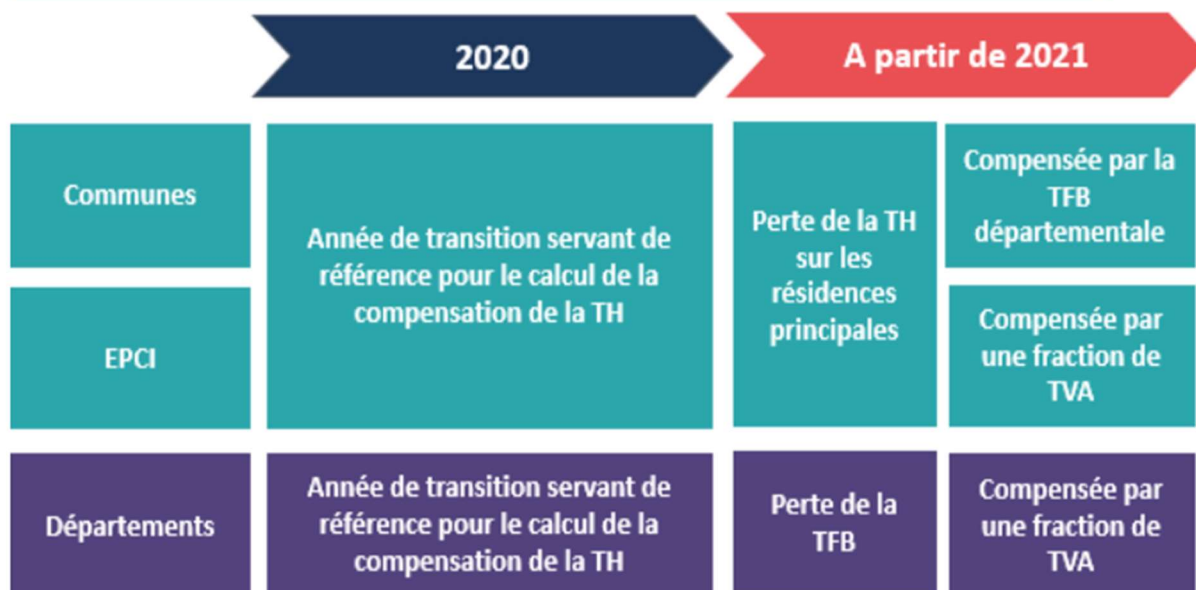 2020
A partir de 2021
Communes
Année de transition servant de
référence pour le calcul de la
compensation de la TH
Perte de la TH
sur les
résidences
principales
Compensée par la
TFB
départementale
EPCI
Compensée par
une fraction de
TVA
Départements
Année de transition servant de
référence pour le calcul de la
compensation de la TH
Perte de la
TFB
Compensée par
une fraction de
TVA